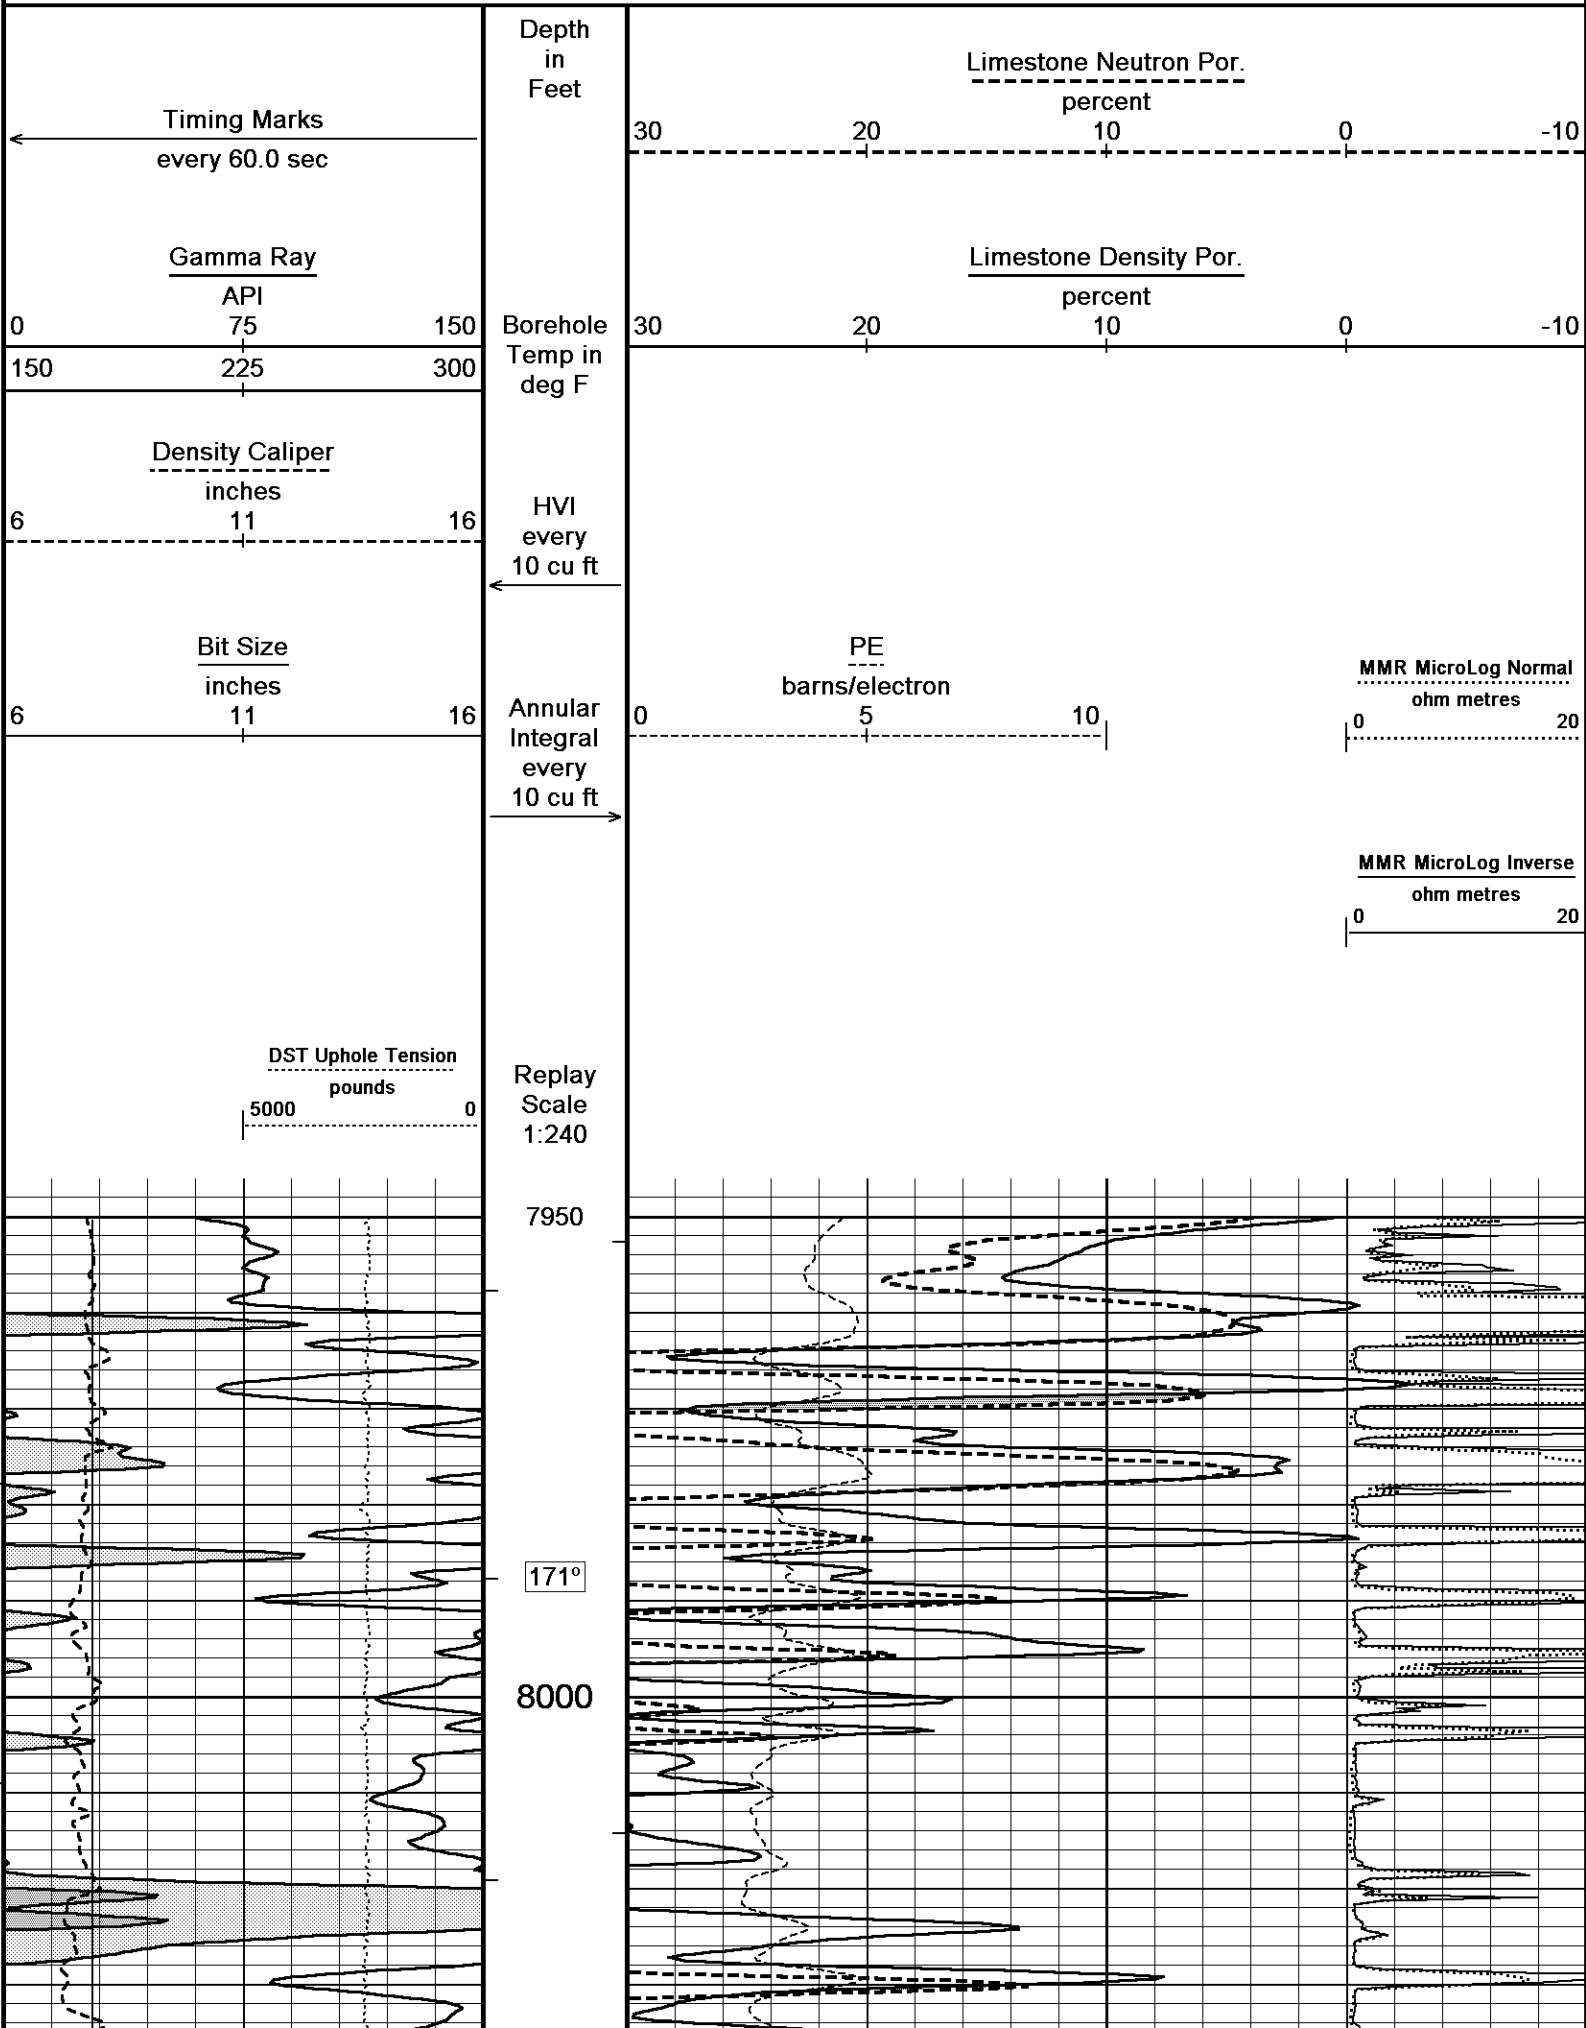 Timing Marks
every 60.0 sec
Gamma Ray
API
0 75 150
150 225 300
Density Caliper
inches
6 11 16
Bit Size
inches
6 11 16
DST Uphole Tension
pounds
5000 0
Depth
in
Feet
Borehole
Temp in
deg F
HVI
every
10 cu ft
Annular
Integral
every
10 cu ft
Replay
Scale
1:240
Limestone Neutron Por.
percent
30 20 10 0 -10
Limestone Density Por.
percent
30 20 10 0 -10
PE
barns/electron
0 5 10
MMR MicroLog Normal
ohm metres
0 20
MMR MicroLog Inverse
ohm metres
0 20
7950
171°
8000